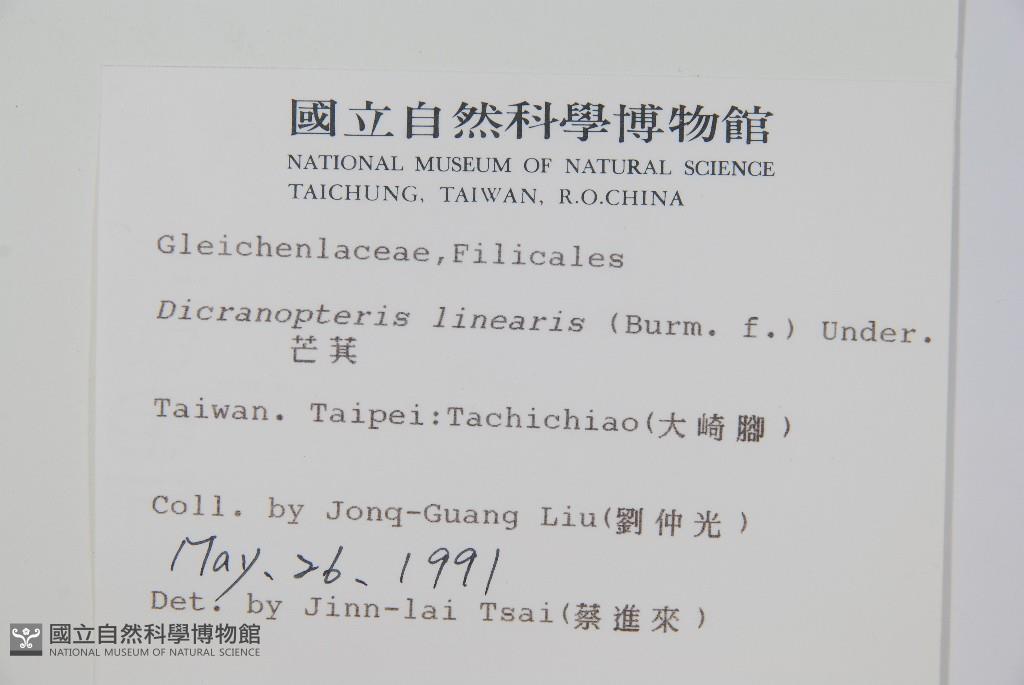 國立自然科學博物館
NATIONAL MUSEUM OF NATURAL SCIENCE
TAICHUNG, TAIWAN, R.O.CHINA
Gleichenlaceae,Filicales
Dicranopteris linearis (Burm. f.) Under.
芒萁
Taiwan. Taipei:Tachichiao(大崎腳)
Coll. by Jonq-Guang Liu(劉仲光)
May、26、1991
Det. by Jinn-lai Tsai(蔡進來)
國立自然科學博物館
NATIONAL MUSEUM OF NATURAL SCIENCE